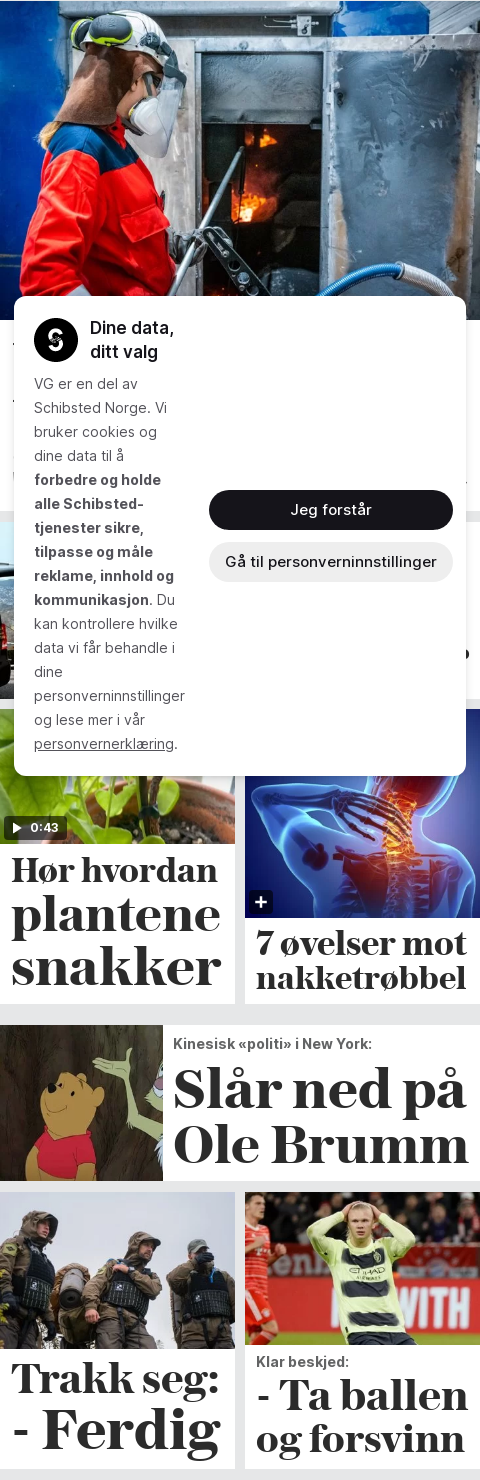 Dine data,
ditt valg
VG er en del av
Schibsted Norge. Vi
bruker cookies og
dine data til å
forbedre og holde
alle Schibsted-
tjenester sikre,
tilpasse og måle
reklame, innhold og
kommunikasjon. Du
kan kontrollere hvilke
data vi får behandle i
dine
personverninnstillinger
og lese mer i vår
personvernerklæring.
Jeg forstår
Gå til personverninnstillinger
0:43
Hør hvordan
plantene
snakker
7 øvelser mot
nakketrøbbel
Kinesisk «politi» i New York:
Slår ned på
Ole Brumm
Trakk seg:
- Ferdig
ETIHAD
AIRWAYS
WITH
Klar beskjed:
- Ta ballen
og forsvinn